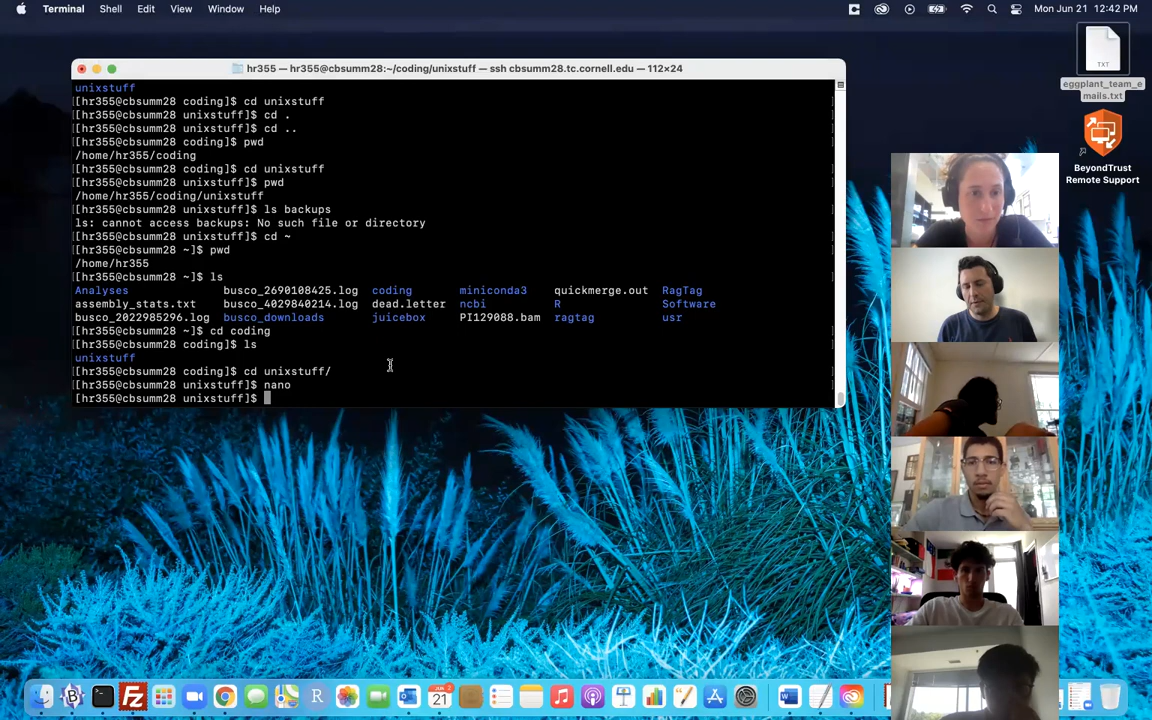 Terminal Shell Edit View Window Help Mon Jun 21 12:42 PM
hr355 — hr355@cbsumm28:~/coding/unixstuff — ssh cbsumm28.tc.cornell.edu — 112×24
unixstuff
[[hr355@cbsumm28 coding]$ cd unixstuff
[[hr355@cbsumm28 unixstuff]$ cd .
[[hr355@cbsumm28 unixstuff]$ cd ..
[[hr355@cbsumm28 coding]$ pwd
/home/hr355/coding
[[hr355@cbsumm28 coding]$ cd unixstuff
[[hr355@cbsumm28 unixstuff]$ pwd
/home/hr355/coding/unixstuff
[[hr355@cbsumm28 unixstuff]$ ls backups
ls: cannot access backups: No such file or directory
[[hr355@cbsumm28 unixstuff]$ cd ~
[[hr355@cbsumm28 ~]$ pwd
/home/hr355
[[hr355@cbsumm28 ~]$ ls
Analyses busco_2690108425.log coding miniconda3 quickmerge.out RagTag
assembly_stats.txt busco_4029840214.log dead.letter ncbi R Software
busco_2022985296.log busco_downloads juicebox PI129088.bam ragtag usr
[[hr355@cbsumm28 ~]$ cd coding
[[hr355@cbsumm28 coding]$ ls
unixstuff
[[hr355@cbsumm28 coding]$ cd unixstuff/
[[hr355@cbsumm28 unixstuff]$ nano
[hr355@cbsumm28 unixstuff]$
TXT
eggplant_team_e
mails.txt
BeyondTrust
Remote Support